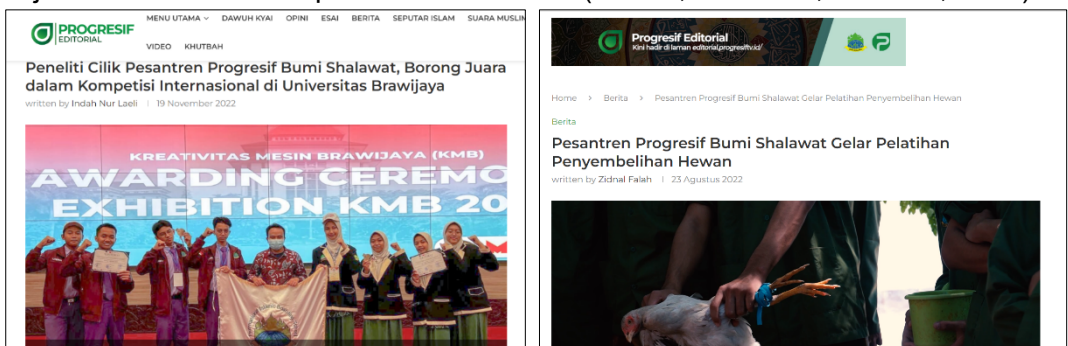 PROGRESIF
EDITORIAL
MENU UTAMA DAWUH KYAI OPINI ESAI BERITA SEPUTAR ISLAM SUARA MUSLIM
VIDEO KHUTBAH
Peneliti Cilik Pesantren Progresif Bumi Shalawat, Borong Juara
dalam Kompetisi Internasional di Universitas Brawijaya
written by Indah Nur Laeli | 19 November 2022
KREATIVITAS MESIN BRAWIJAYA (KMB)
AWARDING CEREMO
EXHIBITION KMB 20
Progresif Editorial
Kini hadir di laman editorial.progresiftv.id/
Home > Berita > Pesantren Progresif Bumi Shalawat Gelar Pelatihan Penyembelihan Hewan
Berita
Pesantren Progresif Bumi Shalawat Gelar Pelatihan
Penyembelihan Hewan
written by Zidnal Falah | 23 Agustus 2022